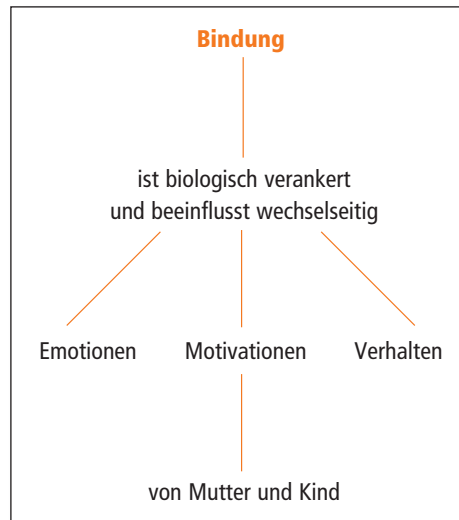 Bindung
ist biologisch verankert
und beeinflusst wechselseitig
Emotionen Motivationen Verhalten
von Mutter und Kind